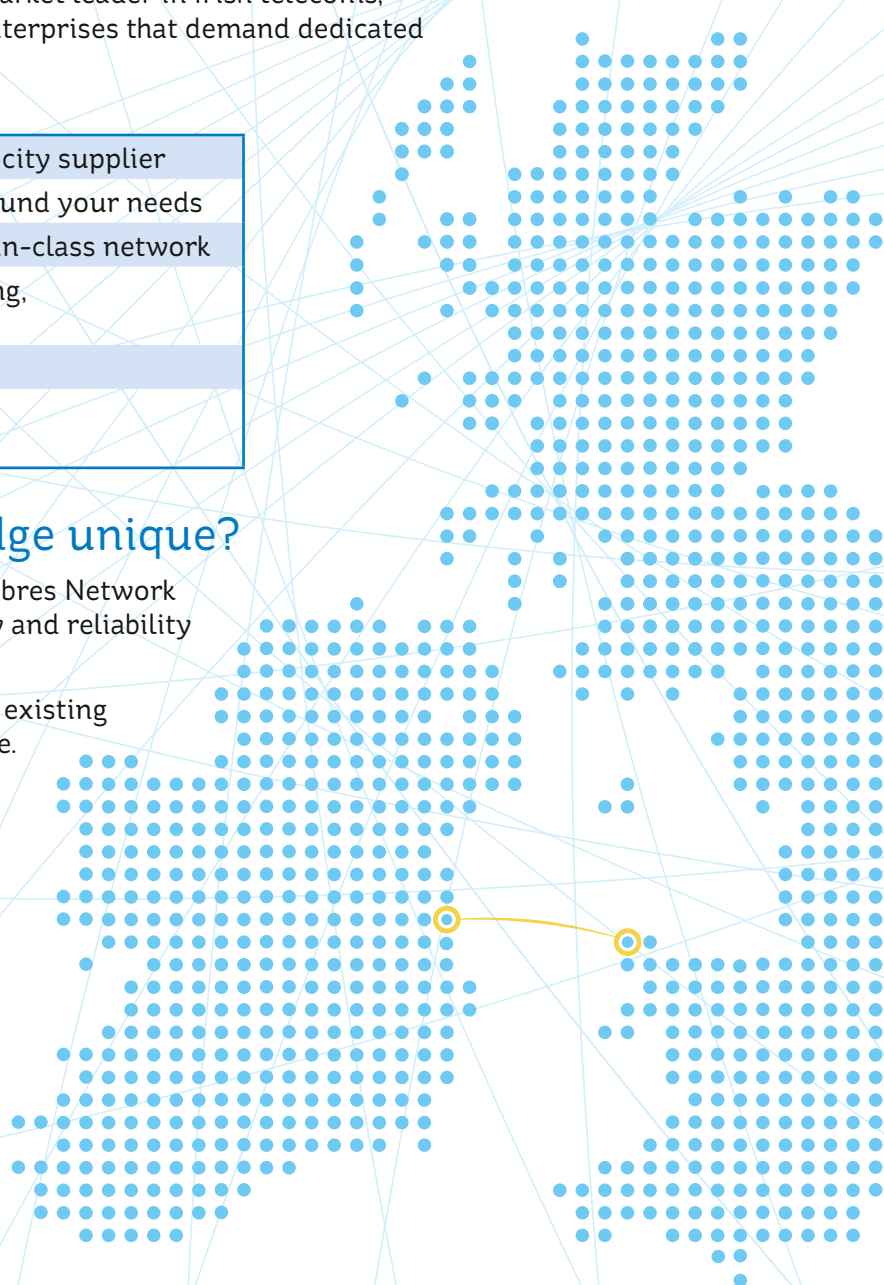 arket leader in Irish telecoms,
terprises that demand dedicated
city supplier
und your needs
n-class network
ng,
dge unique?
bres Network
y and reliability
existing
e.